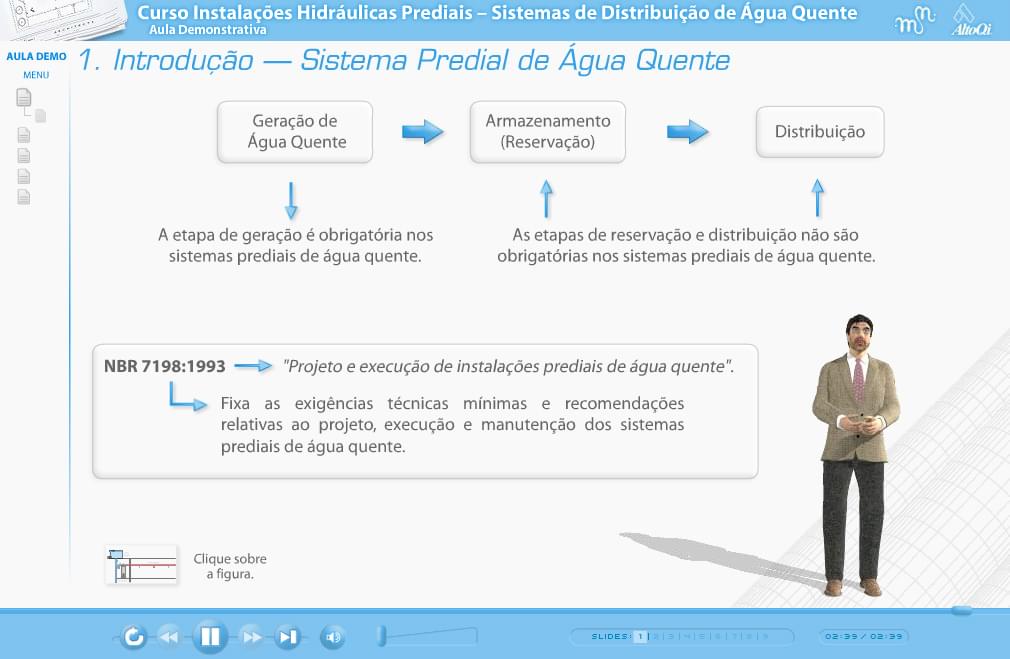 Curso Instalações Hidráulicas Prediais – Sistemas de Distribuição de Água Quente
Aula Demonstrativa
AltoQi
AULA DEMO
MENU
1. Introdução — Sistema Predial de Água Quente
Geração de
Água Quente
Armazenamento
(Reservação)
Distribuição
A etapa de geração é obrigatória nos
sistemas prediais de água quente.
As etapas de reservação e distribuição não são
obrigatórias nos sistemas prediais de água quente.
NBR 7198:1993
"Projeto e execução de instalações prediais de água quente".
Fixa as exigências técnicas mínimas e recomendações
relativas ao projeto, execução e manutenção dos sistemas
prediais de água quente.
Clique sobre
a figura.
SLIDES: 1|2|3|4|5|6|7|8|9
02:39 / 02:39